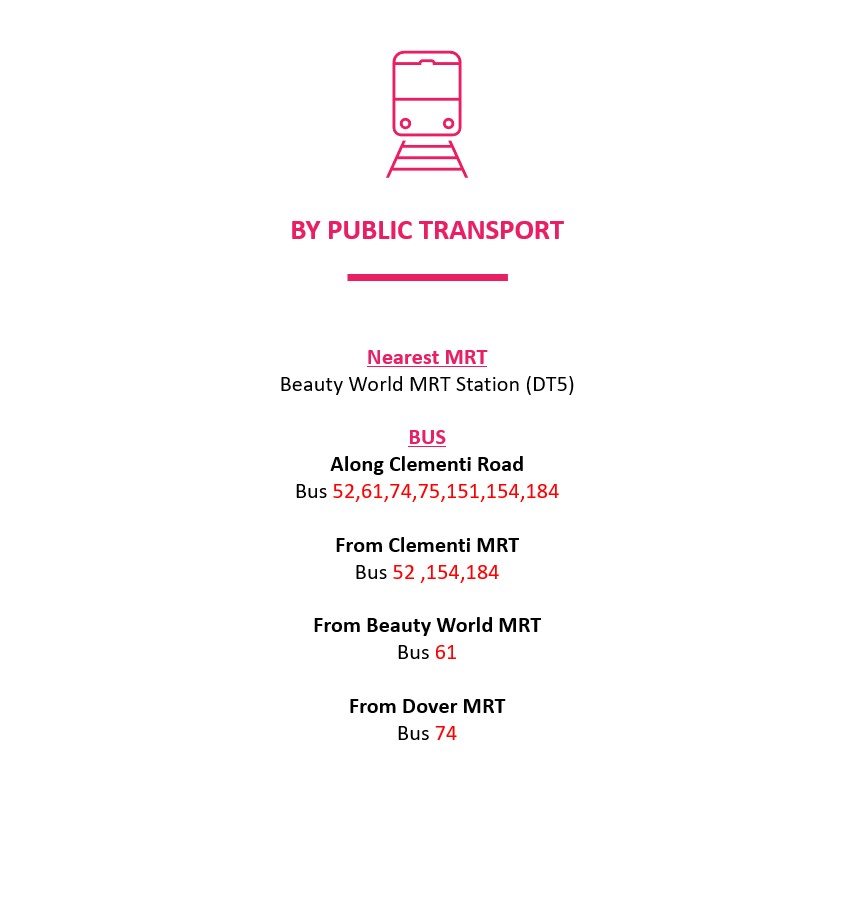 BY PUBLIC TRANSPORT
Nearest MRT
Beauty World MRT Station (DT5)
BUS
Along Clementi Road
Bus 52,61,74,75,151,154,184
From Clementi MRT
Bus 52 ,154,184
From Beauty World MRT
Bus 61
From Dover MRT
Bus 74